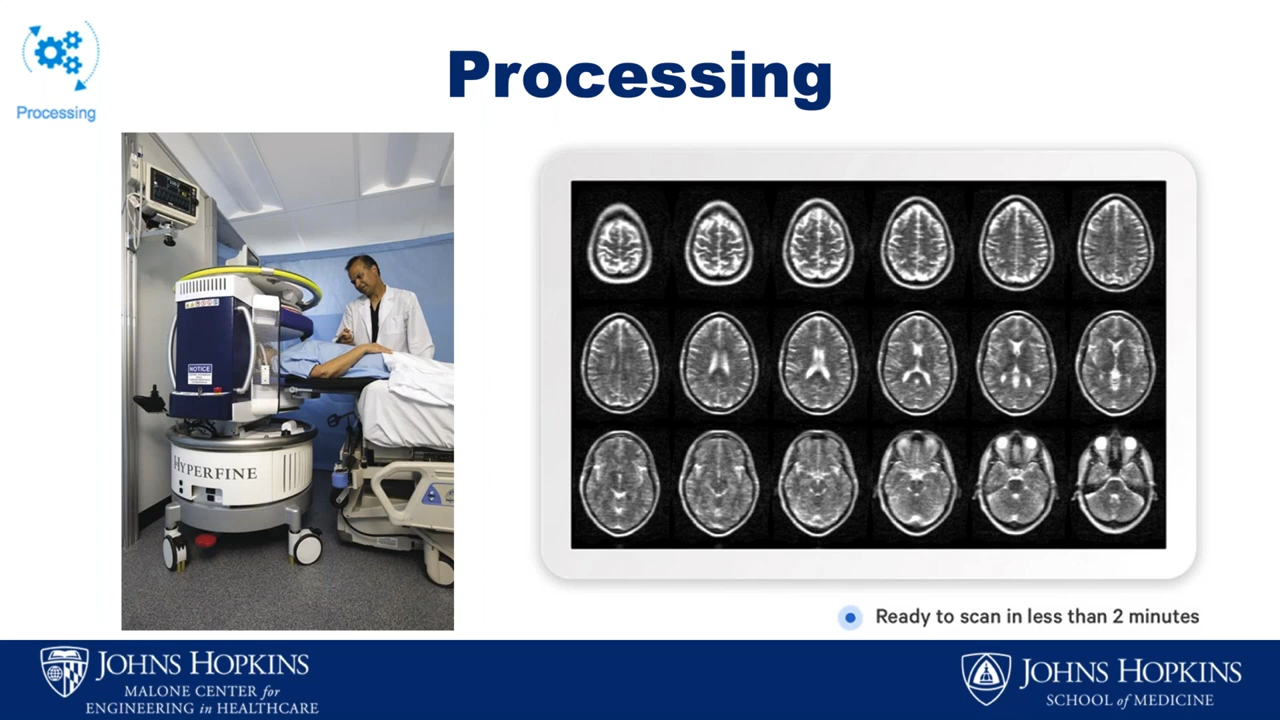 Processing
Processing
NOTICE
HYPERFINE
Ready to scan in less than 2 minutes
JOHNS HOPKINS
MALONE CENTER for
ENGINEERING in HEALTHCARE
JOHNS HOPKINS
SCHOOL of MEDICINE